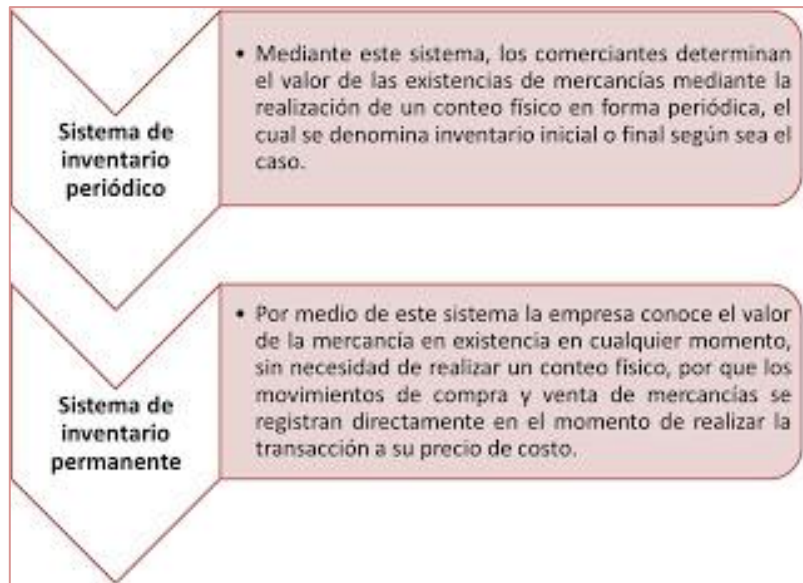 Sistema de
inventario
periódico
• Mediante este sistema, los comerciantes determinan
el valor de las existencias de mercancías mediante la
realización de un conteo físico en forma periódica, el
cual se denomina inventario inicial o final según sea el
caso.
Sistema de
inventario
permanente
• Por medio de este sistema la empresa conoce el valor
de la mercancía en existencia en cualquier momento,
sin necesidad de realizar un conteo físico, por que los
movimientos de compra y venta de mercancías se
registran directamente en el momento de realizar la
transacción a su precio de costo.